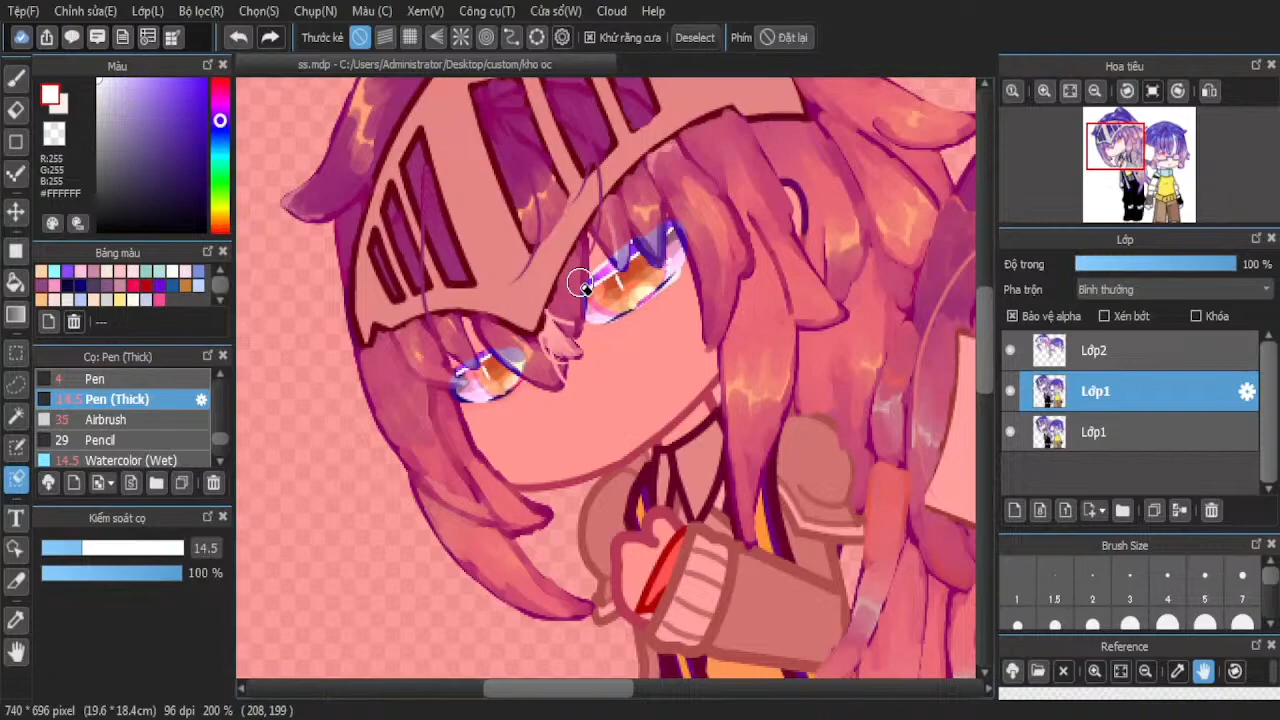 Tệp(F) Chỉnh sửa(E) Lớp(L) Bộ lọc(R) Chọn(S) Chụp(N) Màu (C) Xem(V) Công cụ(T) Cửa sổ(W) Cloud Help
Thước kẻ Khử răng cưa Deselect Phím Đặt lại
ss.mdp - C:/Users/Administrator/Desktop/custom/kho oc
Màu
R:255
G:255
B:255
#FFFFFF
Bảng màu
---
Cọ: Pen (Thick)
4 Pen
14.5 Pen (Thick)
35 Airbrush
29 Pencil
14.5 Watercolor (Wet)
Kiểm soát cọ
14.5
100 %
Hoa tiêu
Lớp
Độ trong 100 %
Pha trộn Bình thường
Bảo vệ alpha Xén bớt Khóa
Lớp2
Lớp1
Lớp1
Brush Size
1 1.5 2 3 4 5 7
Reference
740 * 696 pixel (19.6 * 18.4cm) 96 dpi 200 % ( 208, 199 )